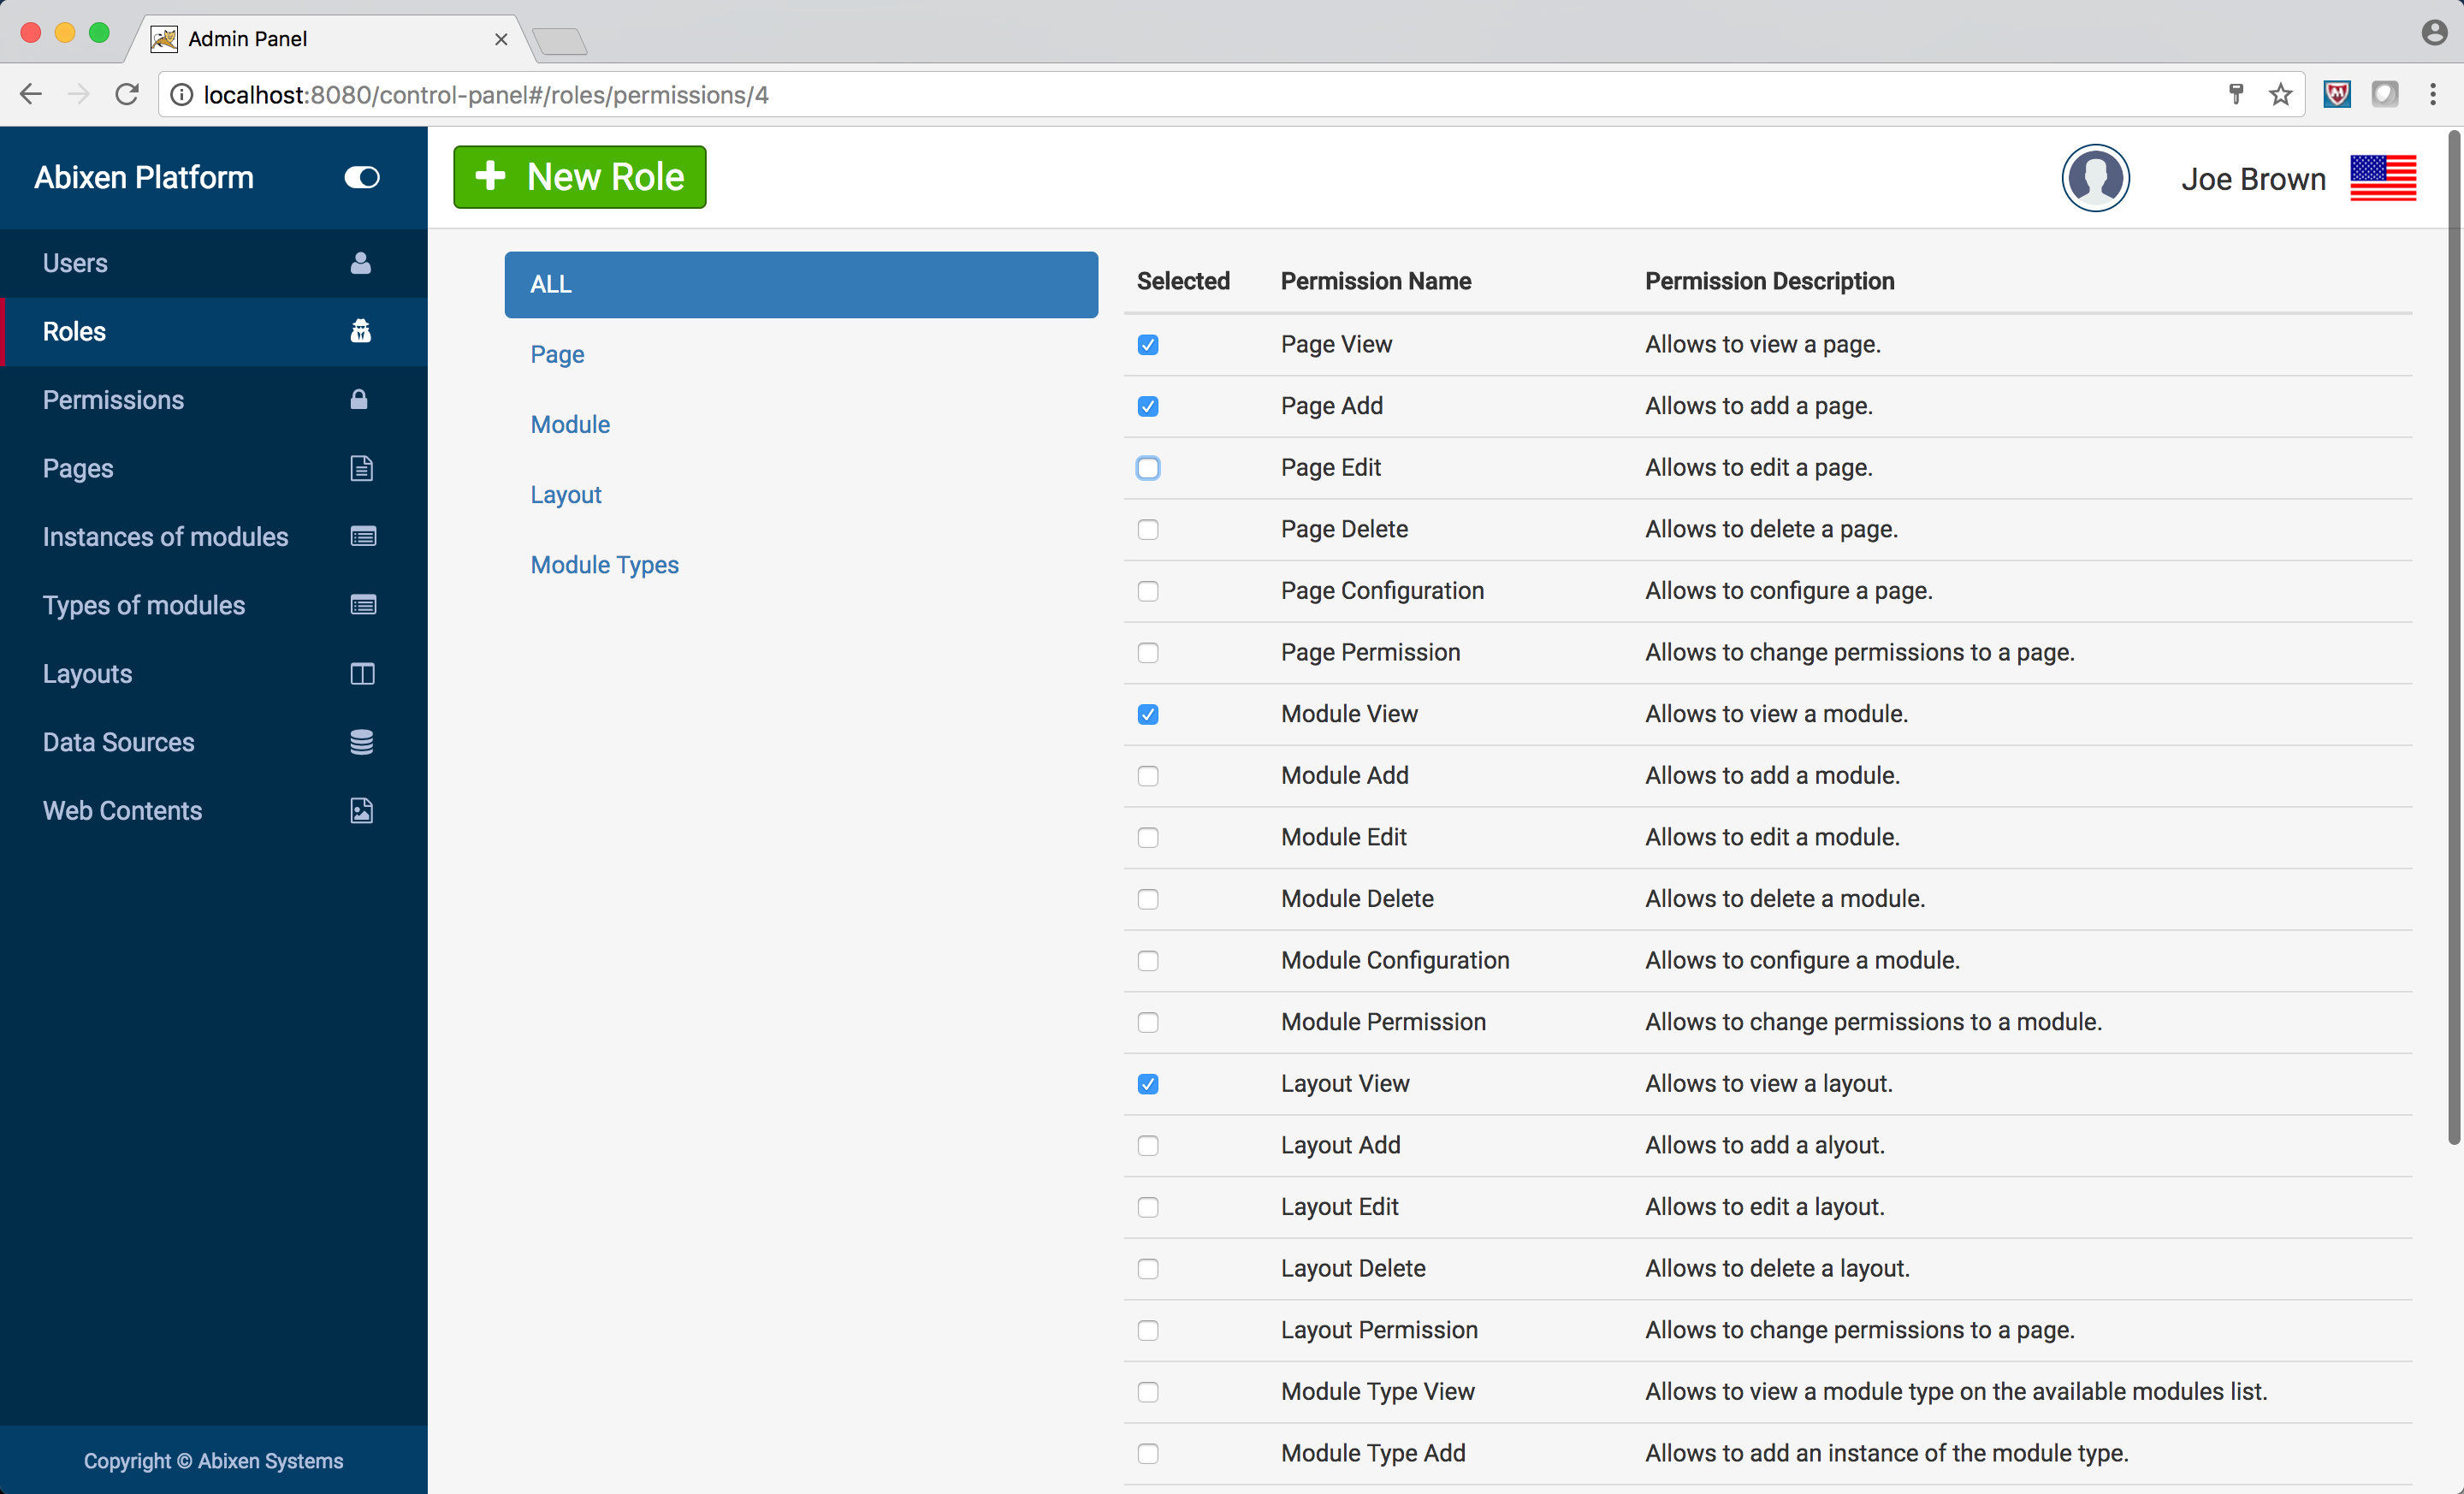 Admin Panel
localhost:8080/control-panel#/roles/permissions/4
Abixen Platform
New Role
Joe Brown
Users
Roles
Permissions
Pages
Instances of modules
Types of modules
Layouts
Data Sources
Web Contents
Copyright © Abixen Systems
ALL
Page
Module
Layout
Module Types
Selected Permission Name Permission Description
Page View Allows to view a page.
Page Add Allows to add a page.
Page Edit Allows to edit a page.
Page Delete Allows to delete a page.
Page Configuration Allows to configure a page.
Page Permission Allows to change permissions to a page.
Module View Allows to view a module.
Module Add Allows to add a module.
Module Edit Allows to edit a module.
Module Delete Allows to delete a module.
Module Configuration Allows to configure a module.
Module Permission Allows to change permissions to a module.
Layout View Allows to view a layout.
Layout Add Allows to add a alyout.
Layout Edit Allows to edit a layout.
Layout Delete Allows to delete a layout.
Layout Permission Allows to change permissions to a page.
Module Type View Allows to view a module type on the available modules list.
Module Type Add Allows to add an instance of the module type.